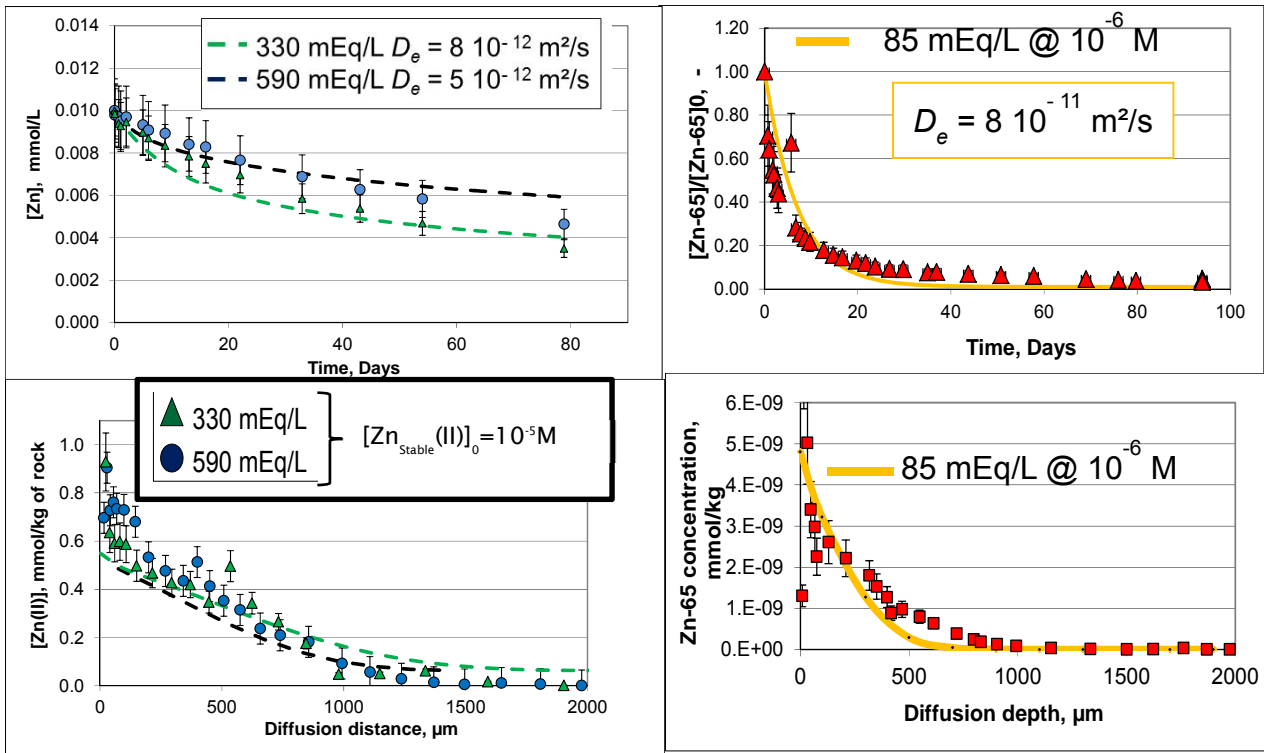 0.014
0.012
0.010
0.008
0.006
0.004
0.002
0.000
[Zn], mmol/L
330 mEq/L Dₑ = 8 10⁻¹² m²/s
590 mEq/L Dₑ = 5 10⁻¹² m²/s
0 20 40 60 80
Time, Days
1.20
1.00
0.80
0.60
0.40
0.20
0.00
[Zn-65]/[Zn-65]0, -
85 mEq/L @ 10⁻⁶ M
Dₑ = 8 10⁻¹¹ m²/s
0 20 40 60 80 100
Time, Days
330 mEq/L
590 mEq/L
[Zn_Stable(II)]₀=10⁻⁵M
1.0
0.8
0.6
0.4
0.2
0.0
[Zn(II)], mmol/kg of rock
0 500 1000 1500 2000
Diffusion distance, µm
6.E-09
5.E-09
4.E-09
3.E-09
2.E-09
1.E-09
0.E+00
Zn-65 concentration,
mmol/kg
85 mEq/L @ 10⁻⁶ M
0 500 1000 1500 2000
Diffusion depth, µm